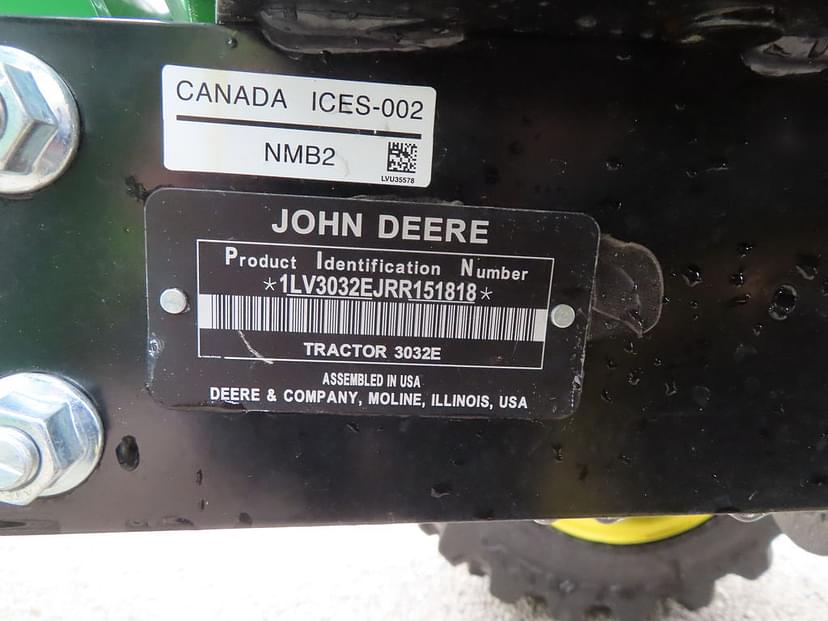 CANADA ICES-002
NMB2
LVU35578
JOHN DEERE
Product Identification Number
*1LV3032EJRR151818*
TRACTOR 3032E
ASSEMBLED IN USA
DEERE & COMPANY, MOLINE, ILLINOIS, USA